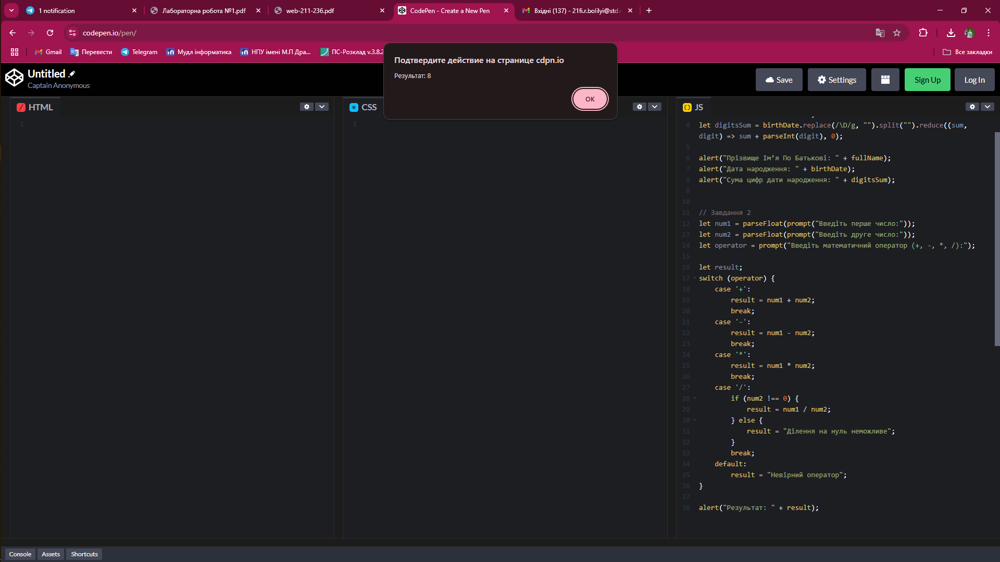 1 notification
Лабораторна робота №1.pdf
web-211-236.pdf
CodePen - Create a New Pen
Вхідні (137) - 21fi.r.bolilyi@std.
codepen.io/pen/
Gmail
Перевести
Telegram
Мудл інформатика
НПУ імені М.П Дра...
ПС-Розклад v.3.8.2
Все закладки
Подтвердите действие на странице cdpn.io
Результат: 8
OK
Untitled
Captain Anonymous
Save
Settings
Sign Up
Log In
HTML
1
CSS
1
JS
4 let digitsSum = birthDate.replace(/\D/g, "").split("").reduce((sum,
digit) => sum + parseInt(digit), 0);
5
6 alert("Прізвище Ім’я По Батькові: " + fullName);
7 alert("Дата народження: " + birthDate);
8 alert("Сума цифр дати народження: " + digitsSum);
9
10
11 // Завдання 2
12 let num1 = parseFloat(prompt("Введіть перше число:"));
13 let num2 = parseFloat(prompt("Введіть друге число:"));
14 let operator = prompt("Введіть математичний оператор (+, -, *, /):");
15
16 let result;
17 switch (operator) {
18 case '+':
19 result = num1 + num2;
20 break;
21 case '-':
22 result = num1 - num2;
23 break;
24 case '*':
25 result = num1 * num2;
26 break;
27 case '/':
28 if (num2 !== 0) {
29 result = num1 / num2;
30 } else {
31 result = "Ділення на нуль неможливе";
32 }
33 break;
34 default:
35 result = "Невірний оператор";
36 }
37
38 alert("Результат: " + result);
Console
Assets
Shortcuts